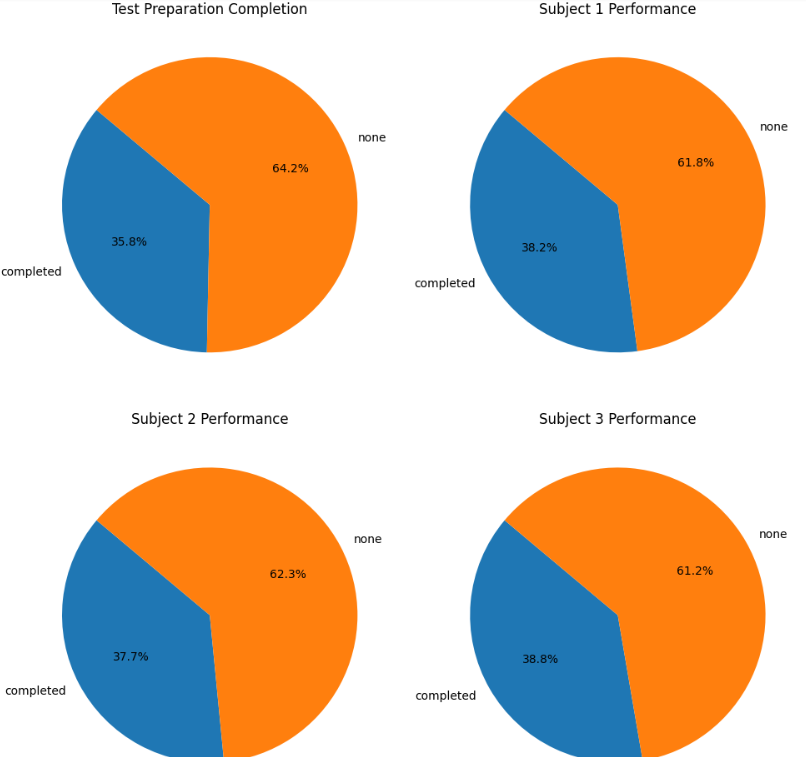 Test Preparation Completion
none
64.2%
35.8%
completed
Subject 1 Performance
none
61.8%
38.2%
completed
Subject 2 Performance
none
62.3%
37.7%
completed
Subject 3 Performance
none
61.2%
38.8%
completed